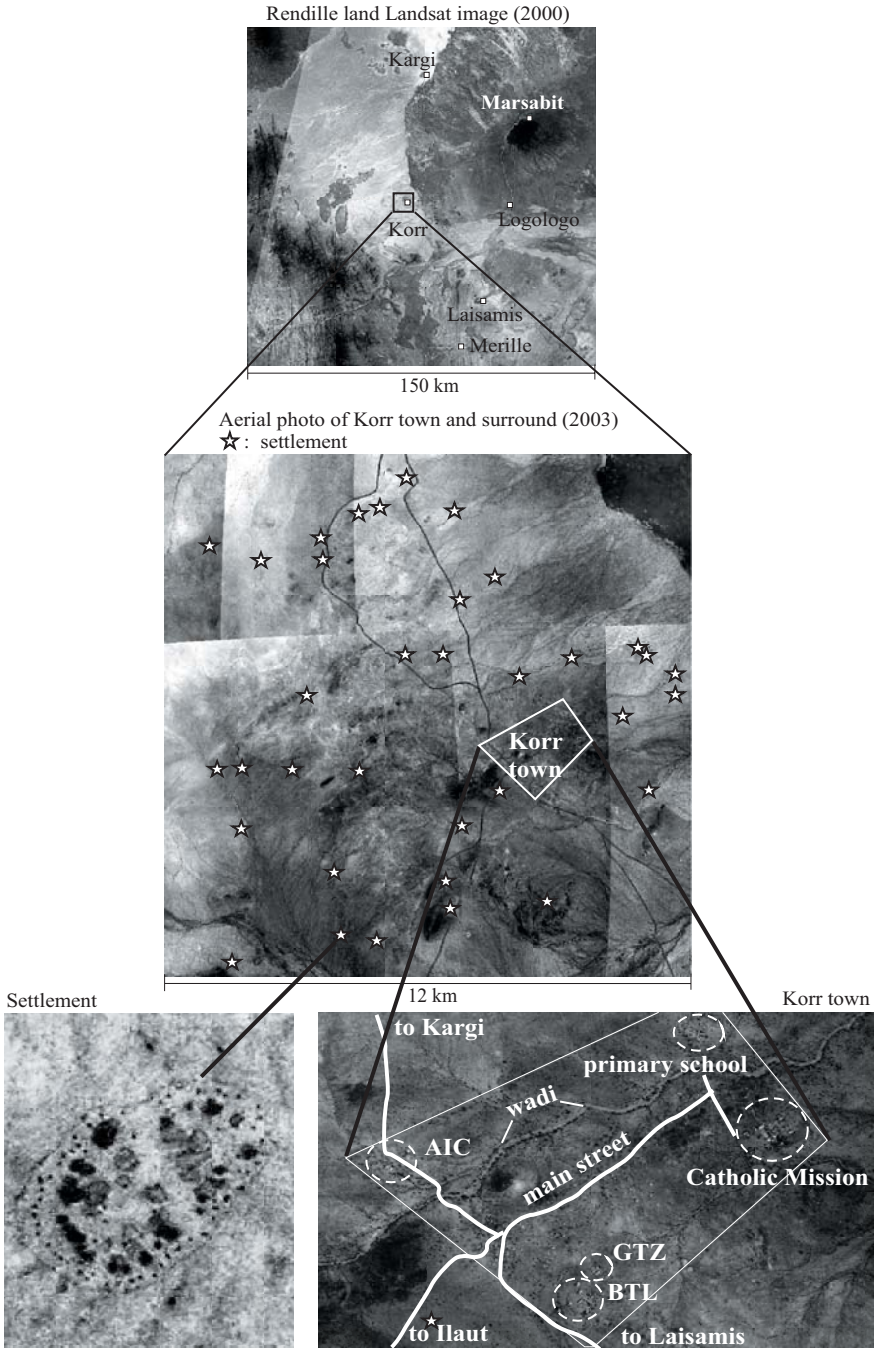 Rendille land Landsat image (2000)
Kargi
Marsabit
Korr
Logologo
Laisamis
Merille
150 km
Aerial photo of Korr town and surround (2003)
☆ : settlement
Korr
town
12 km
Settlement
Korr town
to Kargi
primary school
wadi
AIC
main street
Catholic Mission
GTZ
BTL
to Ilaut
to Laisamis